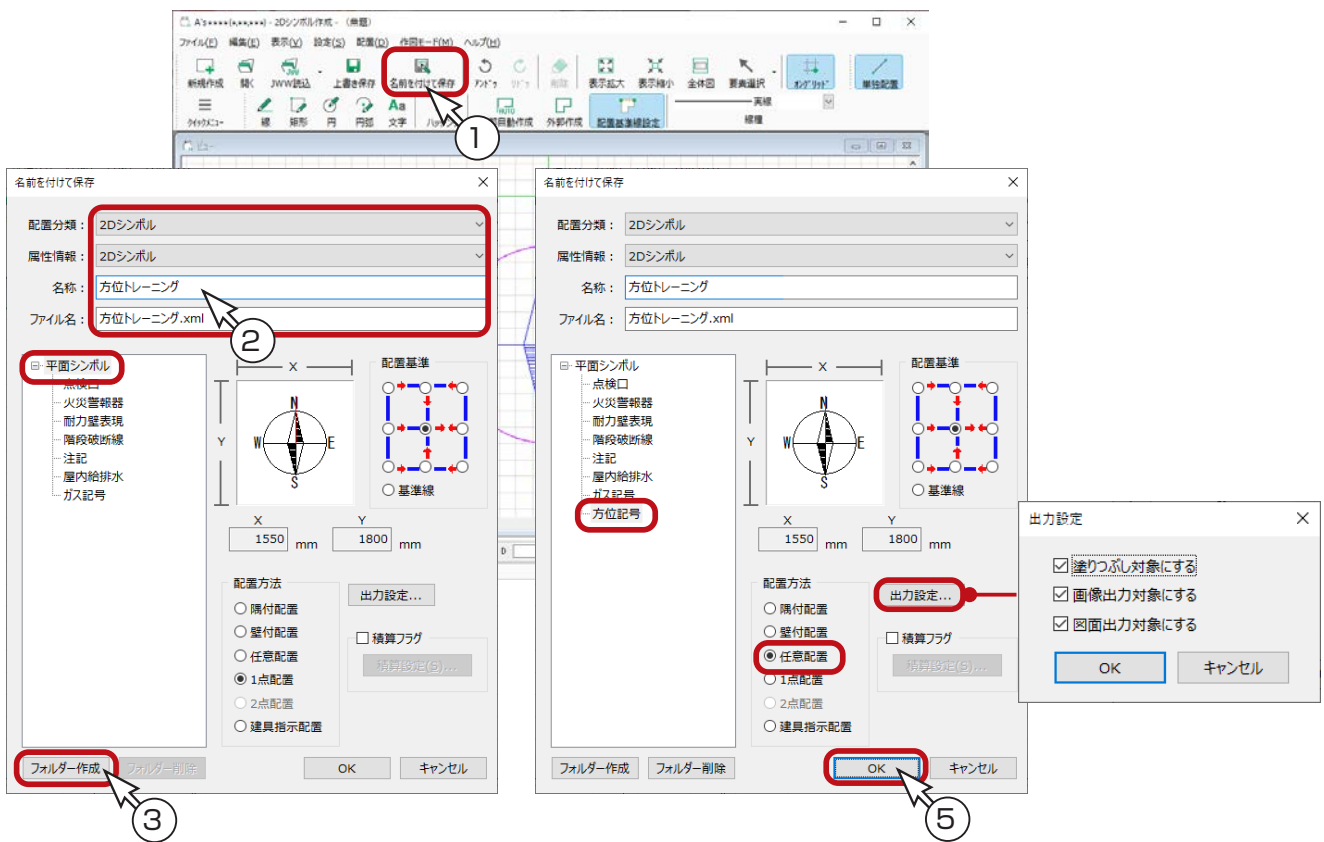 A's****(*,**,***) - 2Dシンボル作成 - （無題）
ファイル(F) 編集(E) 表示(V) 設定(S) 配置(D) 作図モード(M) ヘルプ(H)
新規作成 開く JWW読込 上書き保存 名前を付けて保存 アンドゥ リドゥ 削除 表示拡大 表示縮小 全体図 要素選択 オングリッド 単独配置
クイックメニュー 線 矩形 円 円弧 文字 自動作成 外部作成 配置基準線設定 実線 線種
ビュー
1
名前を付けて保存
配置分類： 2Dシンボル
属性情報： 2Dシンボル
名称： 方位トレーニング
ファイル名： 方位トレーニング.xml
2
平面シンボル
点検口
火災警報器
耐力壁表現
階段破断線
注記
屋内給排水
ガス記号
X
Y
N
W E
S
配置基準
基準線
X Y
1550 mm 1800 mm
配置方法
隅付配置
壁付配置
任意配置
1点配置
2点配置
建具指示配置
出力設定...
積算フラグ
積算設定(S)...
フォルダー作成 フォルダー削除 OK キャンセル
3
D
名前を付けて保存
配置分類： 2Dシンボル
属性情報： 2Dシンボル
名称： 方位トレーニング
ファイル名： 方位トレーニング.xml
平面シンボル
点検口
火災警報器
耐力壁表現
階段破断線
注記
屋内給排水
ガス記号
方位記号
X
Y
N
W E
S
配置基準
基準線
X Y
1550 mm 1800 mm
配置方法
隅付配置
壁付配置
任意配置
1点配置
2点配置
建具指示配置
出力設定...
積算フラグ
積算設定(S)...
フォルダー作成 フォルダー削除 OK キャンセル
5
出力設定
塗りつぶし対象にする
画像出力対象にする
図面出力対象にする
OK キャンセル